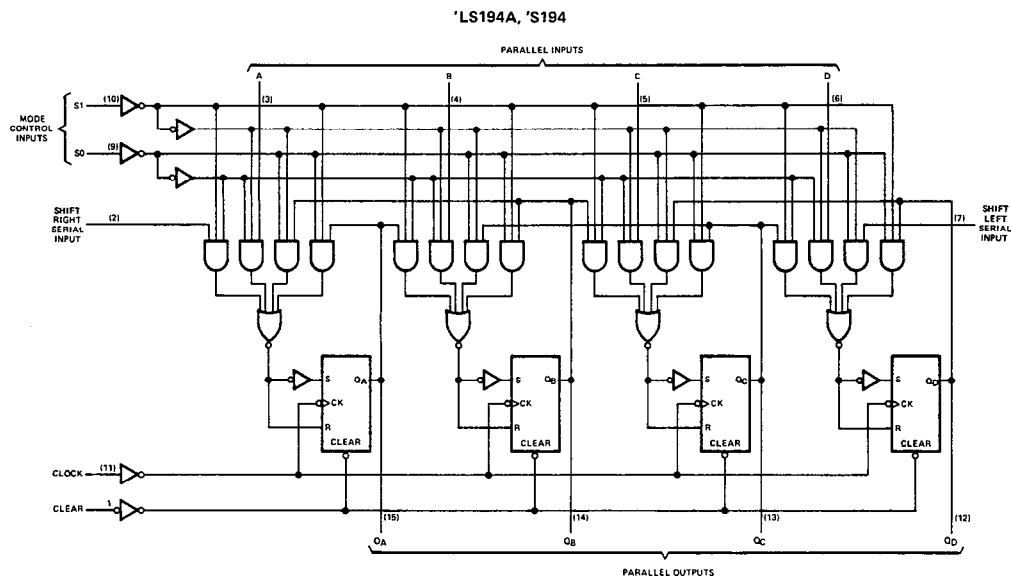 'LS194A, 'S194
PARALLEL INPUTS
A
B
C
D
(3)
(4)
(5)
(6)
MODE
CONTROL
INPUTS
S1
(10)
S0
(9)
SHIFT
RIGHT
SERIAL
INPUT
(2)
(7)
SHIFT
LEFT
SERIAL
INPUT
S
QA
CK
R
CLEAR
S
QB
CK
R
CLEAR
S
QC
CK
R
CLEAR
S
QD
CK
R
CLEAR
CLOCK
(11)
CLEAR
1
(15)
(14)
(13)
(12)
QA
QB
QC
QD
PARALLEL OUTPUTS